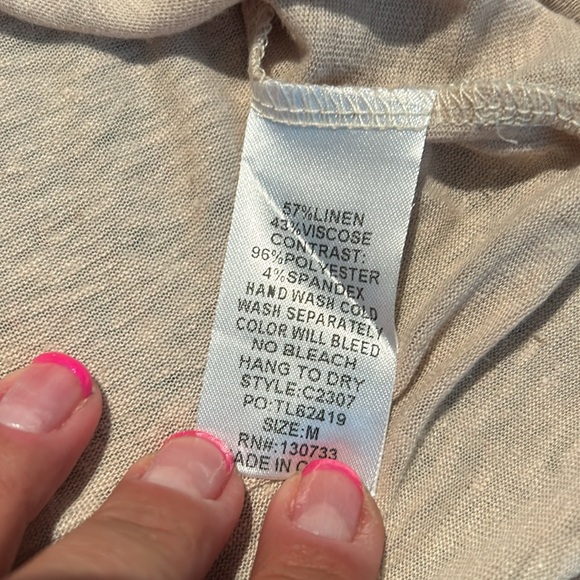 57%LINEN
43%VISCOSE
CONTRAST:
96%POLYESTER
4%SPANDEX
HAND WASH COLD
WASH SEPARATELY
COLOR WILL BLEED
NO BLEACH
HANG TO DRY
STYLE:C2307
PO:TL62419
SIZE:M
RN#:130733
IN